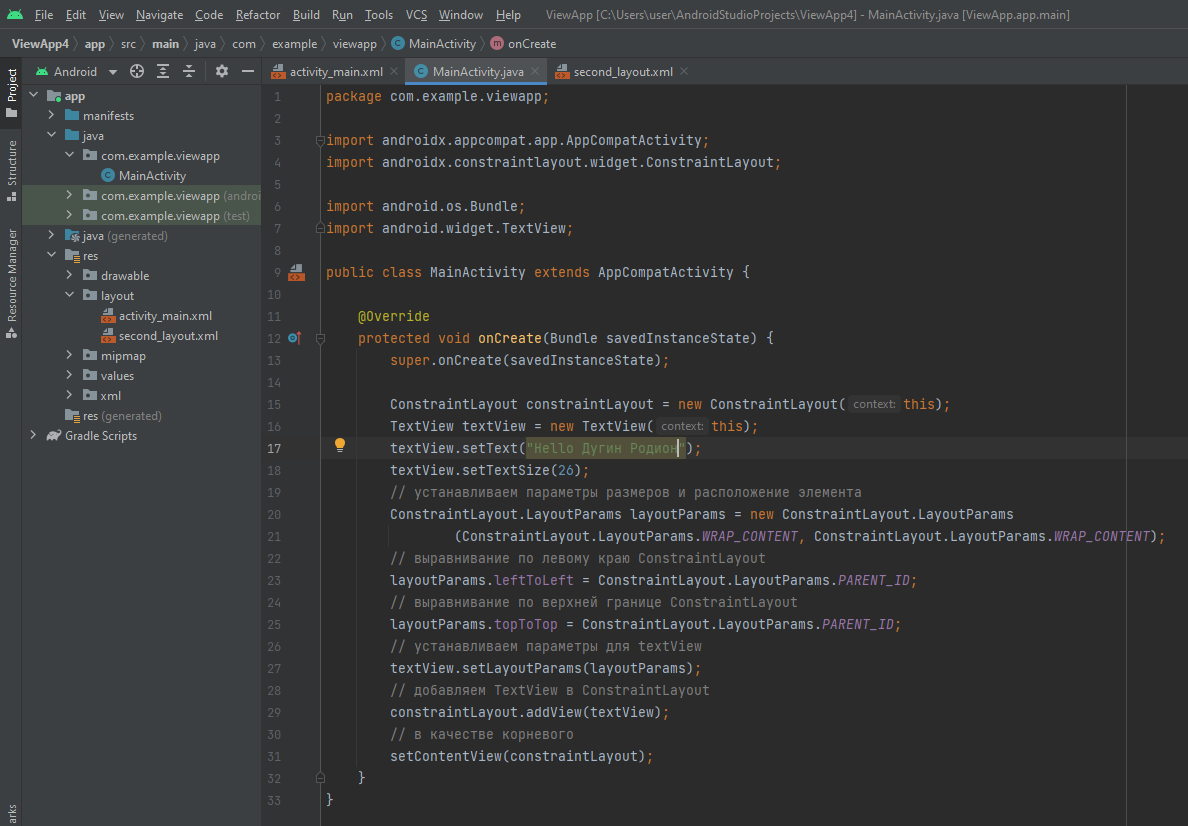 File Edit View Navigate Code Refactor Build Run Tools VCS Window Help ViewApp [C:\Users\user\AndroidStudioProjects\ViewApp4] - MainActivity.java [ViewApp.app.main]
ViewApp4 app src main java com example viewapp MainActivity onCreate
Android activity_main.xml MainActivity.java second_layout.xml
Project
Structure
Resource Manager
arks
app
manifests
java
com.example.viewapp
MainActivity
com.example.viewapp (androi
com.example.viewapp (test)
java (generated)
res
drawable
layout
activity_main.xml
second_layout.xml
mipmap
values
xml
res (generated)
Gradle Scripts
1 package com.example.viewapp;
2
3 import androidx.appcompat.app.AppCompatActivity;
4 import androidx.constraintlayout.widget.ConstraintLayout;
5
6 import android.os.Bundle;
7 import android.widget.TextView;
8
9 public class MainActivity extends AppCompatActivity {
10
11 @Override
12 protected void onCreate(Bundle savedInstanceState) {
13 super.onCreate(savedInstanceState);
14
15 ConstraintLayout constraintLayout = new ConstraintLayout( context: this);
16 TextView textView = new TextView( context: this);
17 textView.setText("Hello Дугин Родион");
18 textView.setTextSize(26);
19 // устанавливаем параметры размеров и расположение элемента
20 ConstraintLayout.LayoutParams layoutParams = new ConstraintLayout.LayoutParams
21 (ConstraintLayout.LayoutParams.WRAP_CONTENT, ConstraintLayout.LayoutParams.WRAP_CONTENT);
22 // выравнивание по левому краю ConstraintLayout
23 layoutParams.leftToLeft = ConstraintLayout.LayoutParams.PARENT_ID;
24 // выравнивание по верхней границе ConstraintLayout
25 layoutParams.topToTop = ConstraintLayout.LayoutParams.PARENT_ID;
26 // устанавливаем параметры для textView
27 textView.setLayoutParams(layoutParams);
28 // добавляем TextView в ConstraintLayout
29 constraintLayout.addView(textView);
30 // в качестве корневого
31 setContentView(constraintLayout);
32 }
33 }